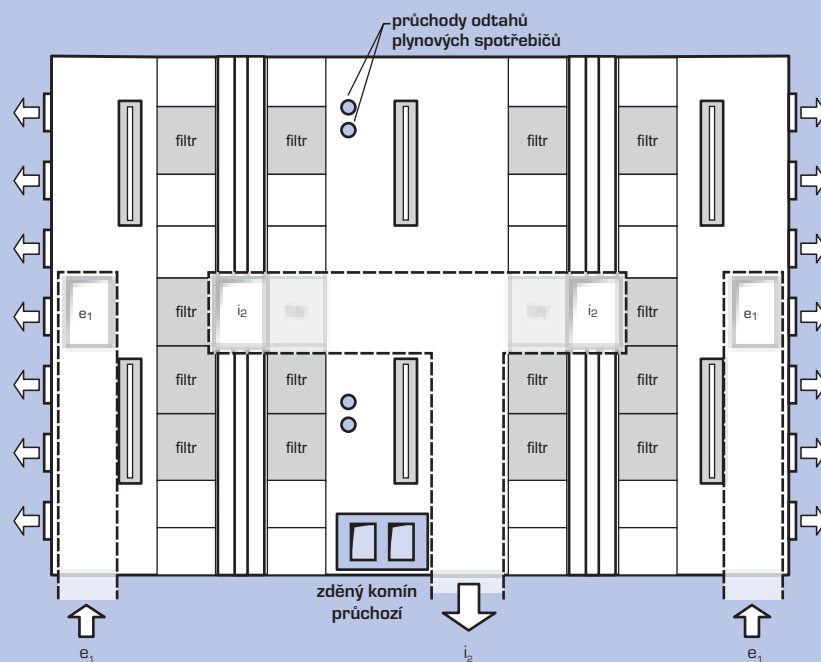 průchody odtahů
plynových spotřebičů
filtr filtr filtr filtr
e1 i2 i2 e1
filtr filtr
filtr filtr filtr filtr
filtr filtr filtr filtr
zděný komín
průchozí
e1 i2 e1